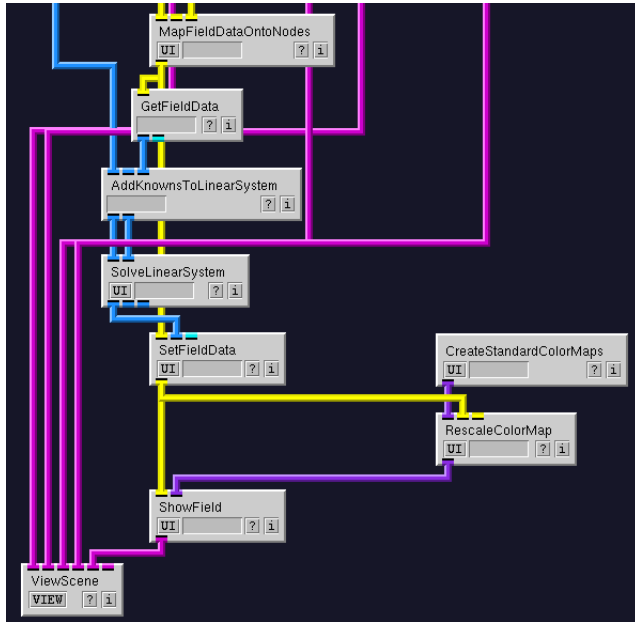 MapFieldDataOntoNodes
UI ? i
GetFieldData
? i
AddKnownsToLinearSystem
? i
SolveLinearSystem
UI ? i
SetFieldData
UI ? i
CreateStandardColorMaps
UI ? i
RescaleColorMap
UI ? i
ShowField
UI ? i
ViewScene
VIEW ? i